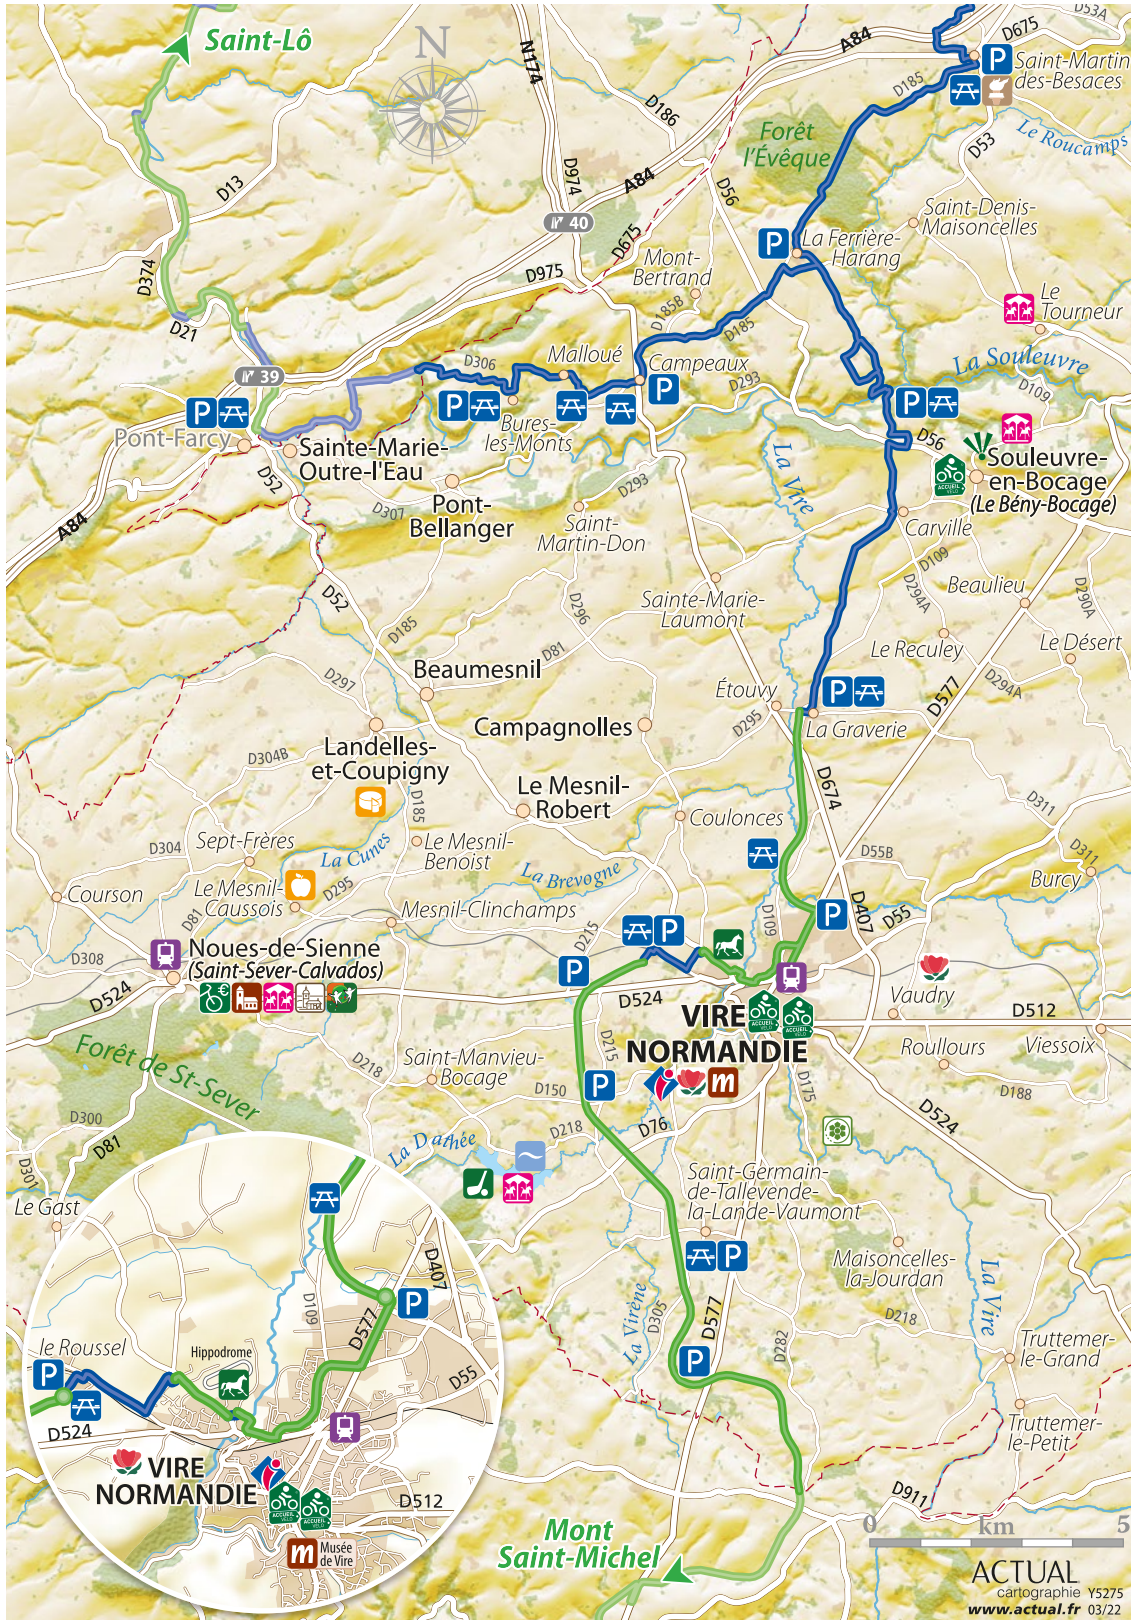 Saint-Lô
N
N174
A84
D675
D53A
Saint-Martin
des-Besaces
D185
D186
Le Roucamps
D53
Forêt
l'Évêque
D13
D974
A84
D56
40
D675
Saint-Denis-
Maisoncelles
La Ferrière-
Harang
D374
D975
Mont-
Bertrand
D21
D185B
D185
Le
Tourneur
La Souleuvre
39
D306
Malloué
Campeaux
D293
D109
Pont-Farcy
Bures-
les-Monts
Sainte-Marie-
Outre-l'Eau
D56
Souleuvre-
en-Bocage
(Le Bény-Bocage)
ACCUEIL
VÉLO
La Vire
D52
D293
Pont-
Bellanger
D307
A84
Saint-
Martin-Don
Carville
D109
D294A
Beaulieu
D290A
D52
D185
D296
Sainte-Marie-
Laumont
D81
Le Reculey
Le Désert
D294A
D577
Beaumesnil
D297
Étouvy
D295
La Graverie
Campagnolles
Landelles-
et-Coupigny
D304B
D185
D674
Le Mesnil-
Robert
Coulonces
D311
Sept-Frères
D304
La Cunes
Le Mesnil-
Benoist
D55B
D311
La Brevogne
Burcy
Courson
Le Mesnil-
Caussois
D295
D81
Mesnil-Clinchamps
D215
D109
D407
D55
Noues-de-Sienne
(Saint-Sever-Calvados)
D308
D524
D524
Vaudry
D512
VIRE
NORMANDIE
ACCUEIL
VÉLO
ACCUEIL
VÉLO
Forêt de St-Sever
D218
Saint-Manvieu-
Bocage
D215
D150
Roullours
Viessoix
D188
D175
D524
D300
D81
D301
La Dathée
D218
D76
Le Gast
Saint-Germain-
de-Tallevende-
la-Lande-Vaumont
Maisoncelles-
la-Jourdan
La Vire
La Virène
D305
D577
D218
D282
Truttemer-
le-Grand
Truttemer-
le-Petit
D911
D407
D109
D577
le Roussel
Hippodrome
D55
D524
VIRE
NORMANDIE
ACCUEIL
VÉLO
ACCUEIL
VÉLO
D512
m Musée
de Vire
Mont
Saint-Michel
0 km 5
ACTUAL
cartographie Y5275
www.actual.fr 03/22